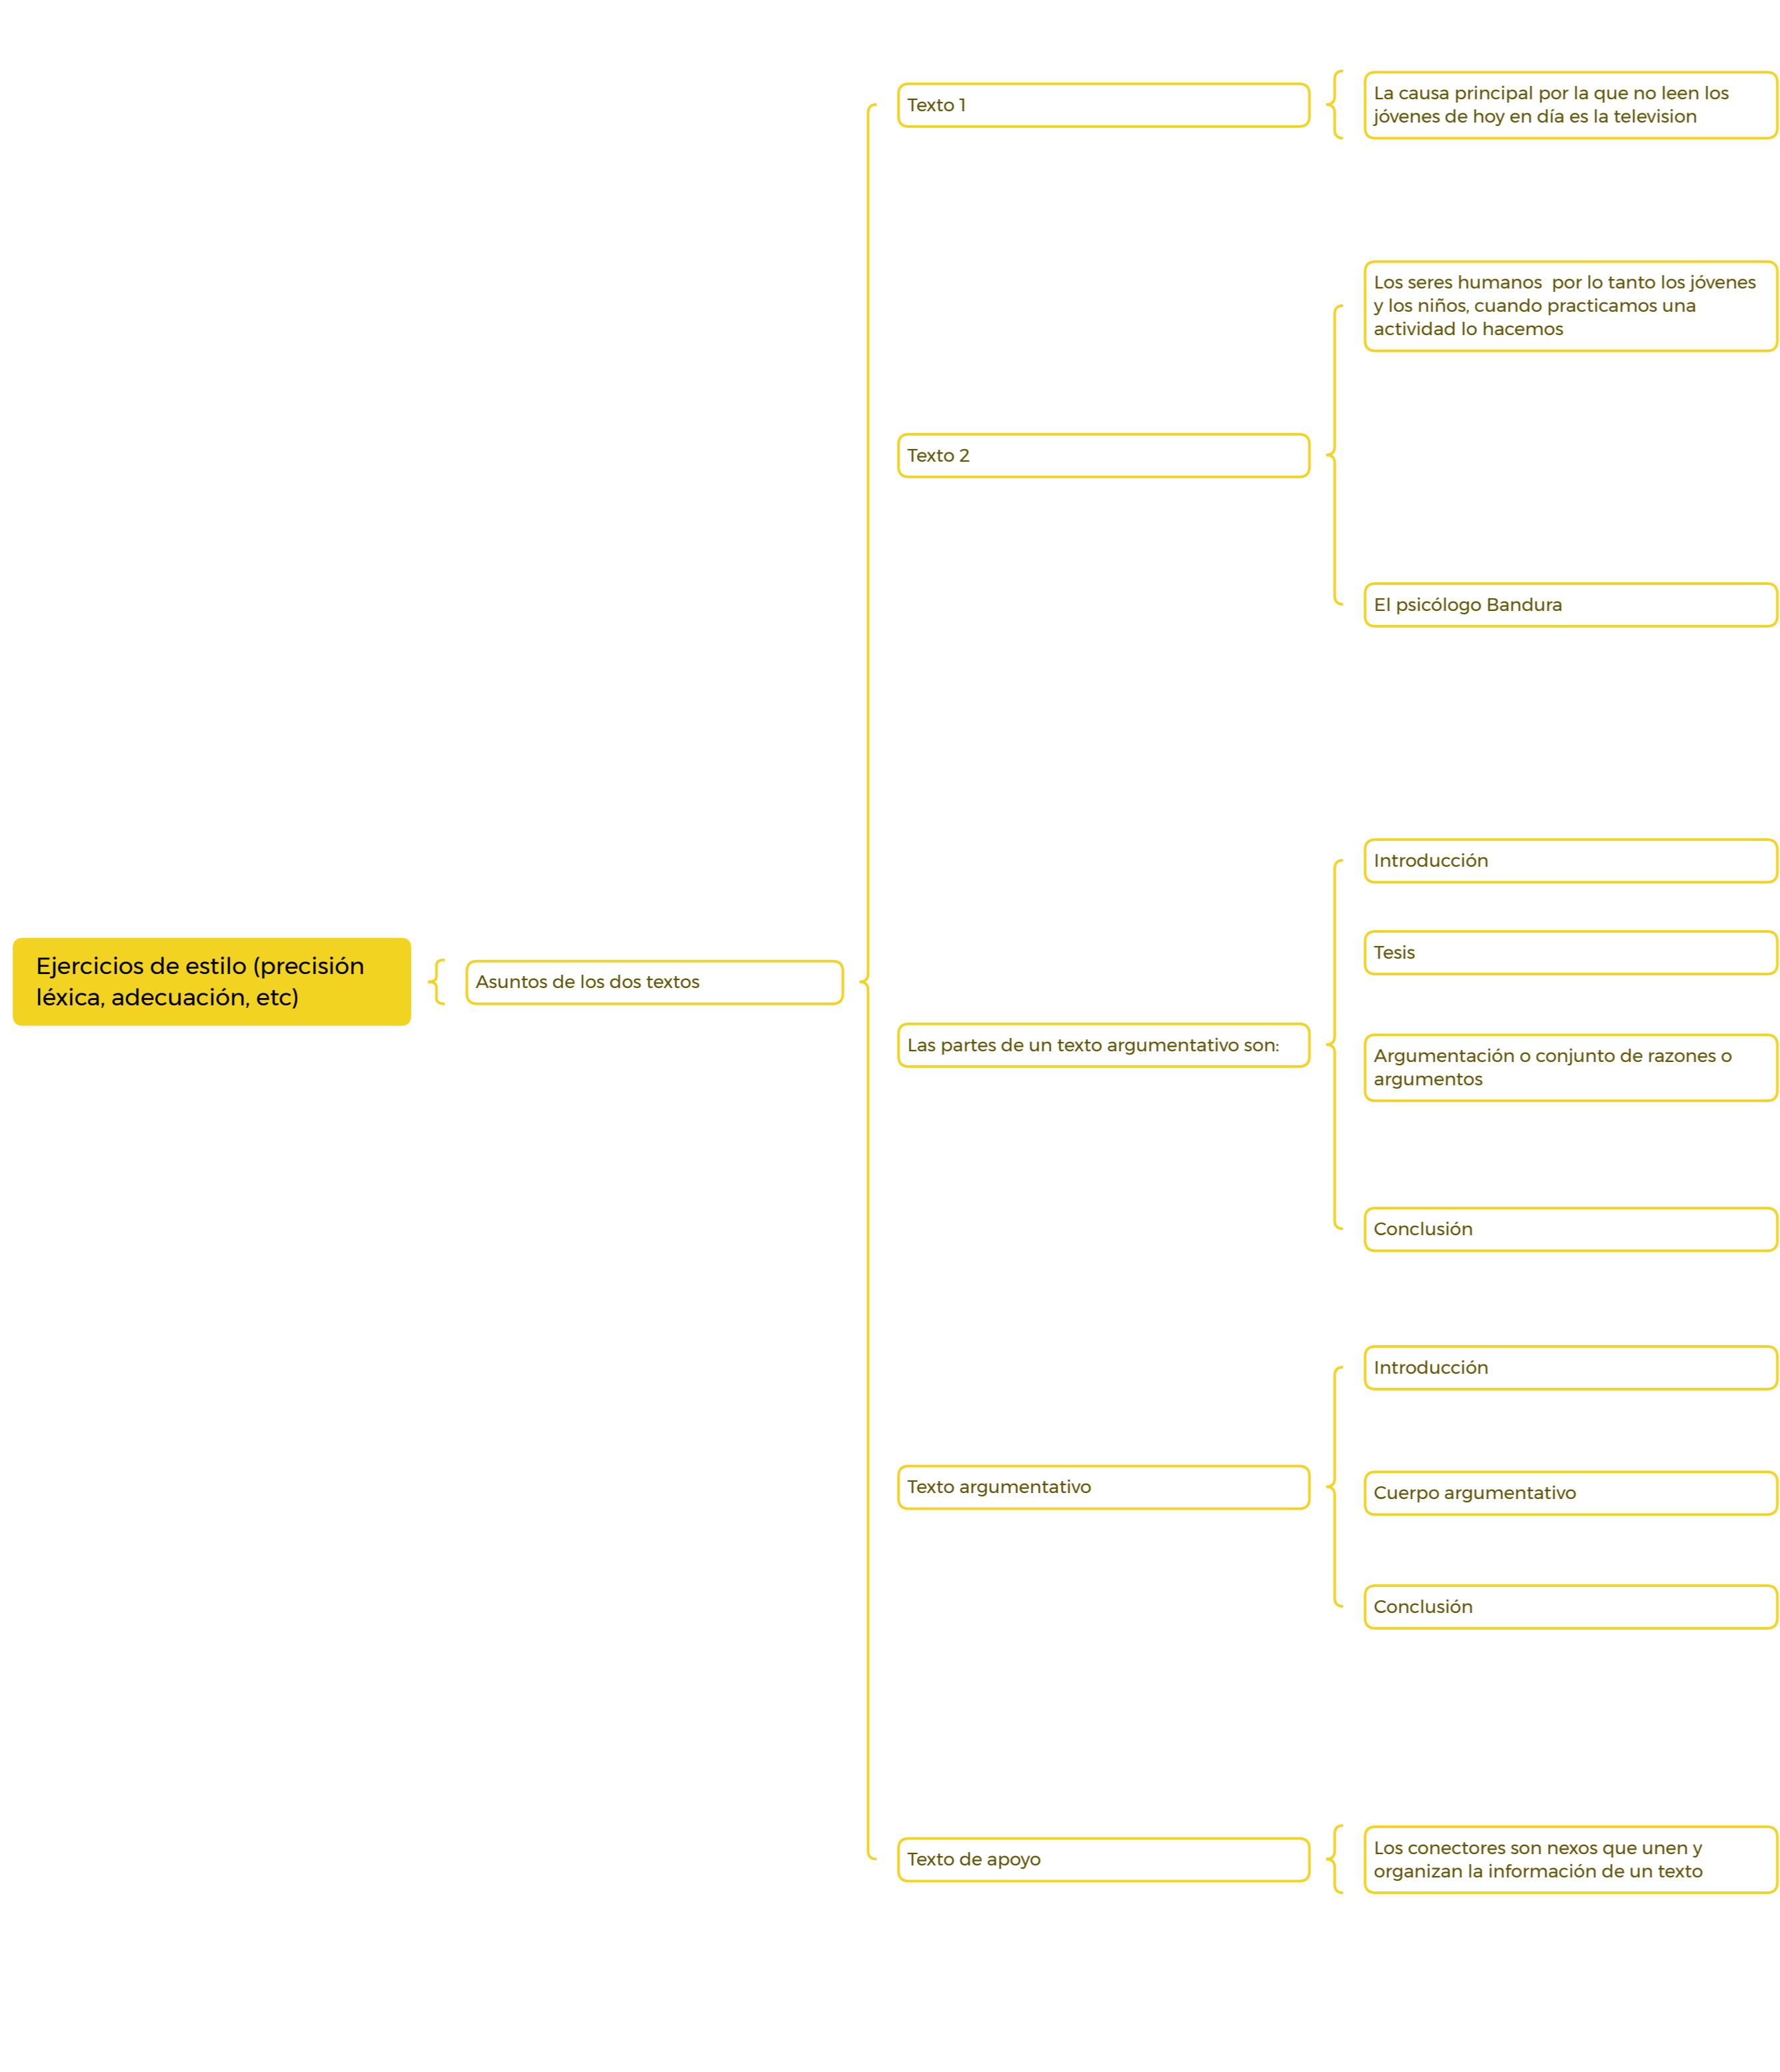 Ejercicios de estilo (precisión
léxica, adecuación, etc)
Asuntos de los dos textos
Texto 1
La causa principal por la que no leen los
jóvenes de hoy en día es la television
Texto 2
Los seres humanos  por lo tanto los jóvenes
y los niños, cuando practicamos una
actividad lo hacemos
El psicólogo Bandura
Las partes de un texto argumentativo son:
Introducción
Tesis
Argumentación o conjunto de razones o
argumentos
Conclusión
Texto argumentativo
Introducción
Cuerpo argumentativo
Conclusión
Texto de apoyo
Los conectores son nexos que unen y
organizan la información de un texto